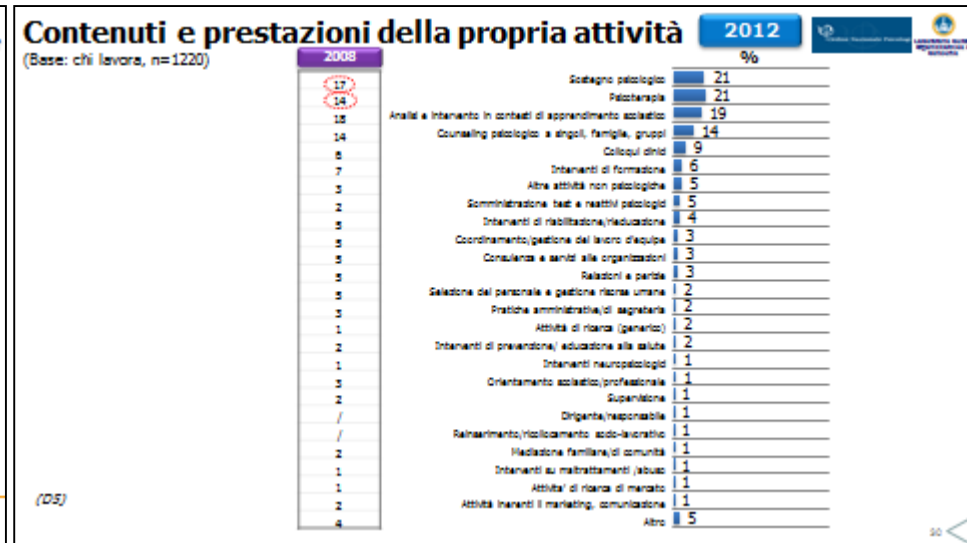 Contenuti e prestazioni della propria attività 2012
(Base: chi lavora, n=1220) 2008 %
17 Sostegno psicologico 21
14 Psicoterapia 21
18 Analisi e intervento in contesti di apprendimento scolastico 19
14 Counseling psicologico a singoli, famiglie, gruppi 14
6 Colloqui clinici 9
7 Interventi di formazione 6
3 Altre attività non psicologiche 5
2 Somministrazione test e reattivi psicologici 5
5 Interventi di riabilitazione/rieducazione 4
5 Coordinamento/gestione del lavoro d'equipe 3
5 Consulenze e servizi alle organizzazioni 3
5 Relazioni e perizie 3
5 Selezione del personale e gestione risorse umane 2
3 Pratiche amministrative/di segreteria 2
1 Attività di ricerca (generico) 2
2 Interventi di prevenzione/ educazione alla salute 2
1 Interventi neuropsicologici 1
3 Orientamento scolastico/professionale 1
2 Supervisione 1
/ Dirigente/responsabile 1
/ Reinserimento/ricollocamento socio-lavorativo 1
2 Mediazione familiare/di comunità 1
1 Interventi su maltrattamenti /abuso 1
1 Attivita' di ricerca di mercato 1
2 Attività inerenti il marketing, comunicazione 1
4 Altro 5
(D5)